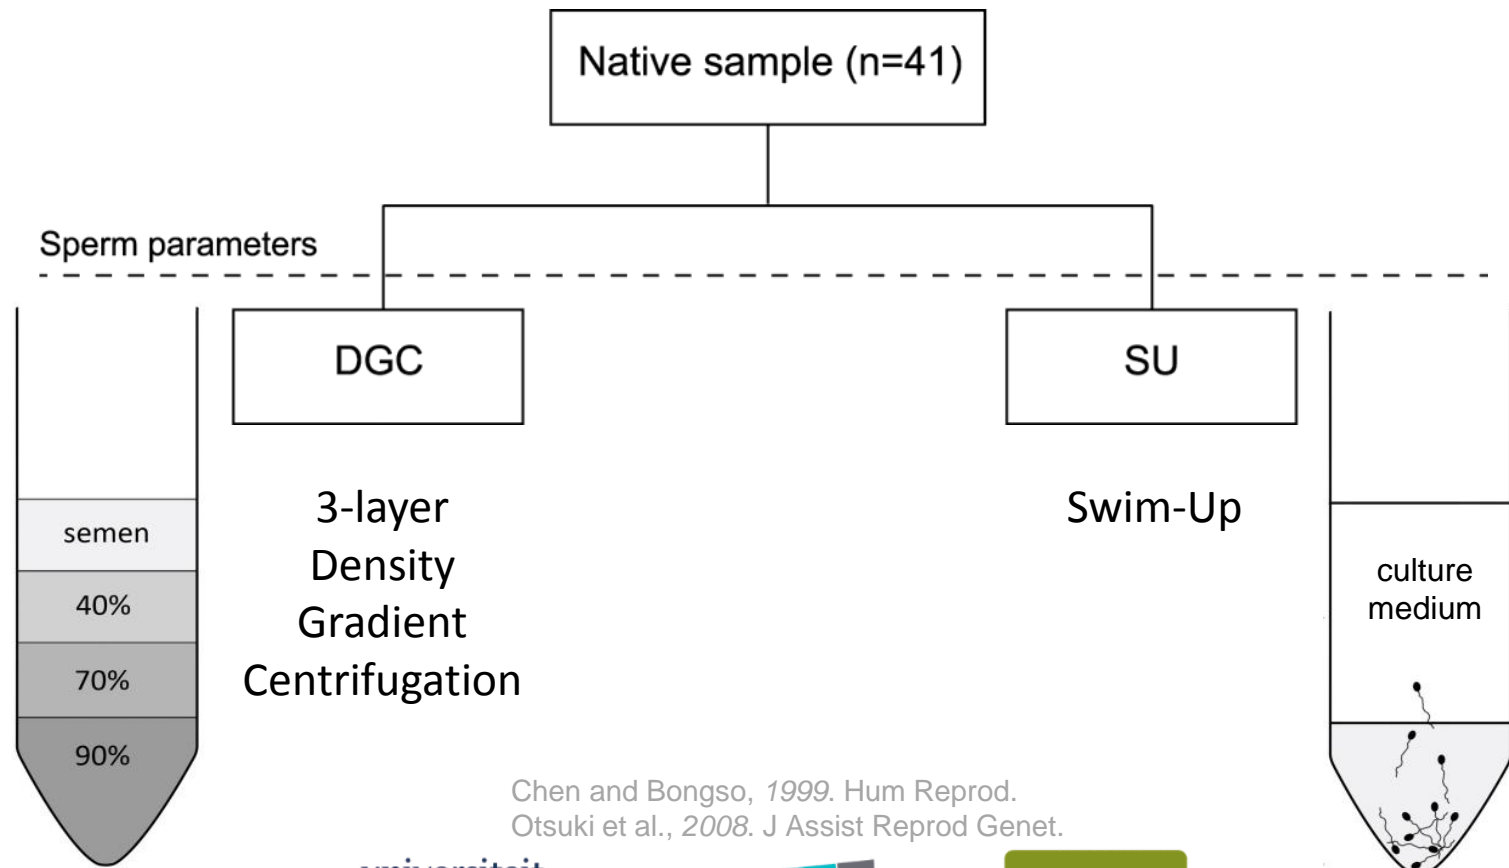 Native sample (n=41)
Sperm parameters
DGC
SU
semen
40%
70%
90%
3-layer
Density
Gradient
Centrifugation
Swim-Up
culture
medium
Chen and Bongso, 1999. Hum Reprod.
Otsuki et al., 2008. J Assist Reprod Genet.